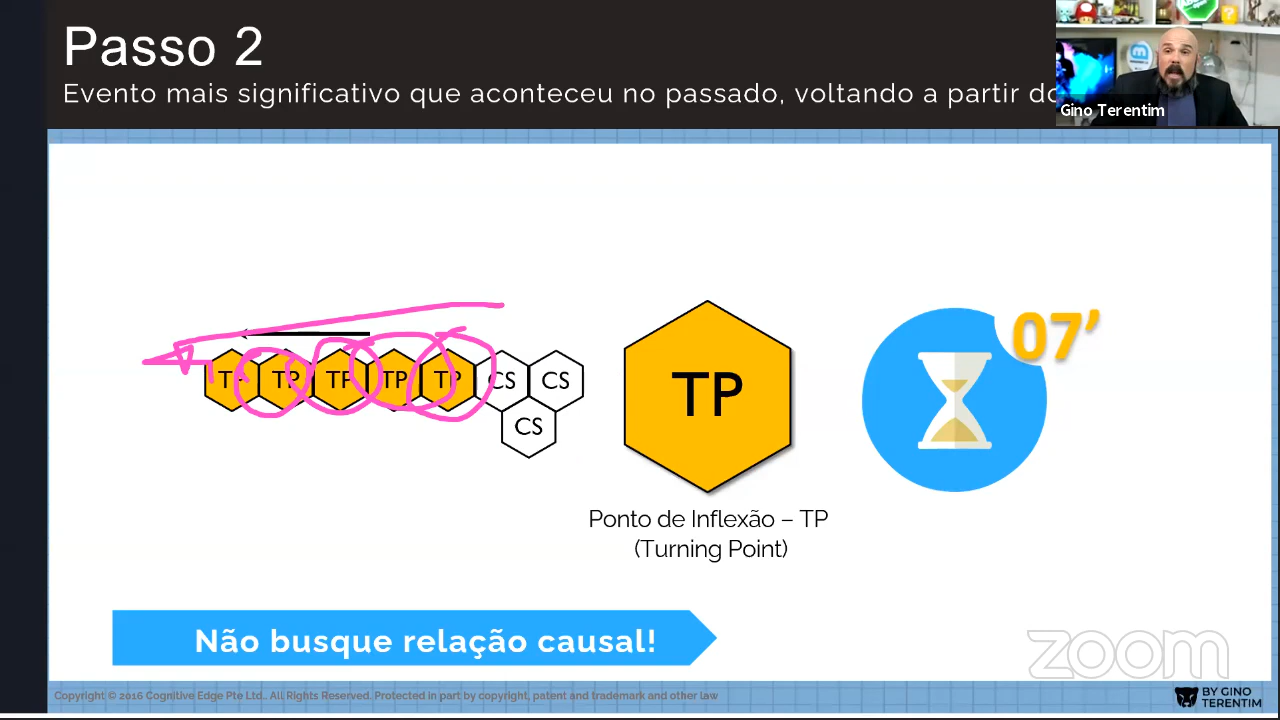 Passo 2
Evento mais significativo que aconteceu no passado, voltando a partir do
Gino Terentim
07’
TP TP TP TP TP CS CS
CS
TP
Ponto de Inflexão – TP
(Turning Point)
Não busque relação causal!
zoom
Copyright © 2016 Cognitive Edge Pte Ltd.. All Rights Reserved. Protected in part by copyright, patent and trademark and other law
BY GINO
TERENTIM